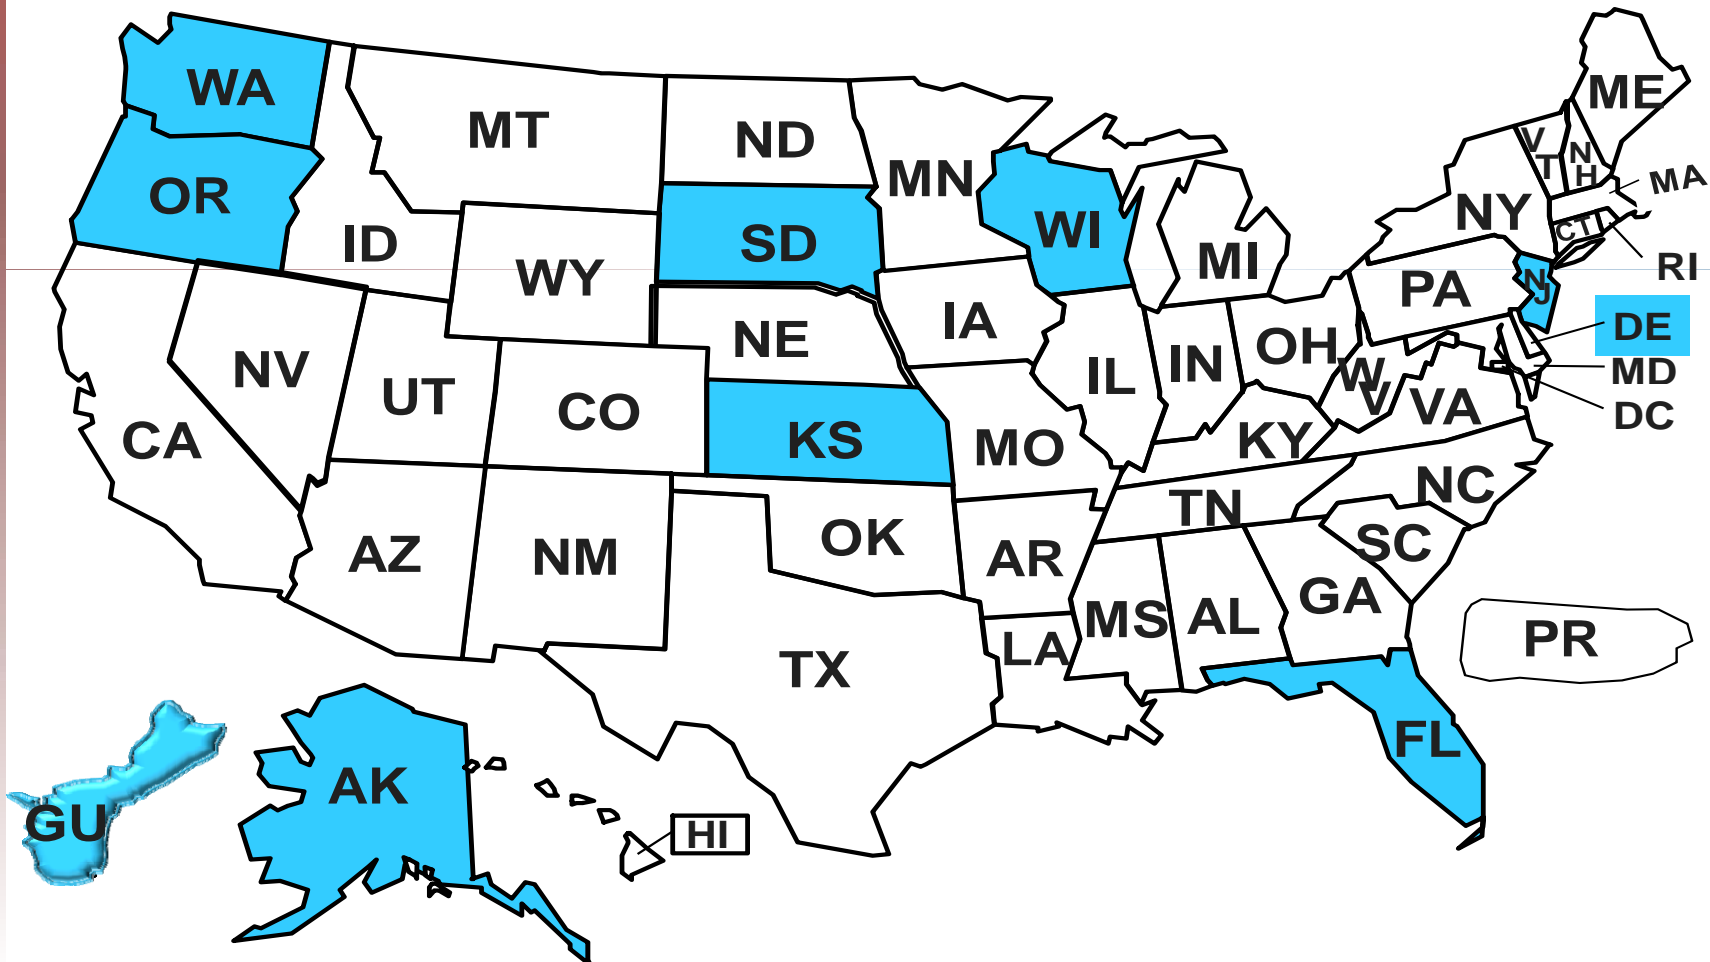 WA
MT
ND
MN
ME
V
T
N
H
MA
OR
ID
SD
WI
NY
CT
RI
WY
MI
PA
N
J
NE
IA
OH
DE
NV
UT
CO
IL
IN
W
V
VA
MD
DC
CA
KS
MO
KY
NC
TN
AZ
NM
OK
AR
SC
MS
AL
GA
PR
LA
TX
FL
GU
AK
HI